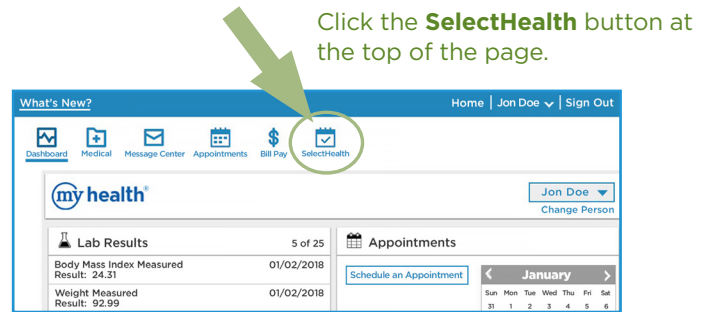 Click the SelectHealth button at
the top of the page.
What's New?
Home | Jon Doe | Sign Out
Dashboard Medical Message Center Appointments Bill Pay SelectHealth
my health®
Jon Doe
Change Person
Lab Results 5 of 25
Body Mass Index Measured 01/02/2018
Result: 24.31
Weight Measured 01/02/2018
Result: 92.99
Appointments
Schedule an Appointment
January
Sun Mon Tue Wed Thu Fri Sat
31 1 2 3 4 5 6